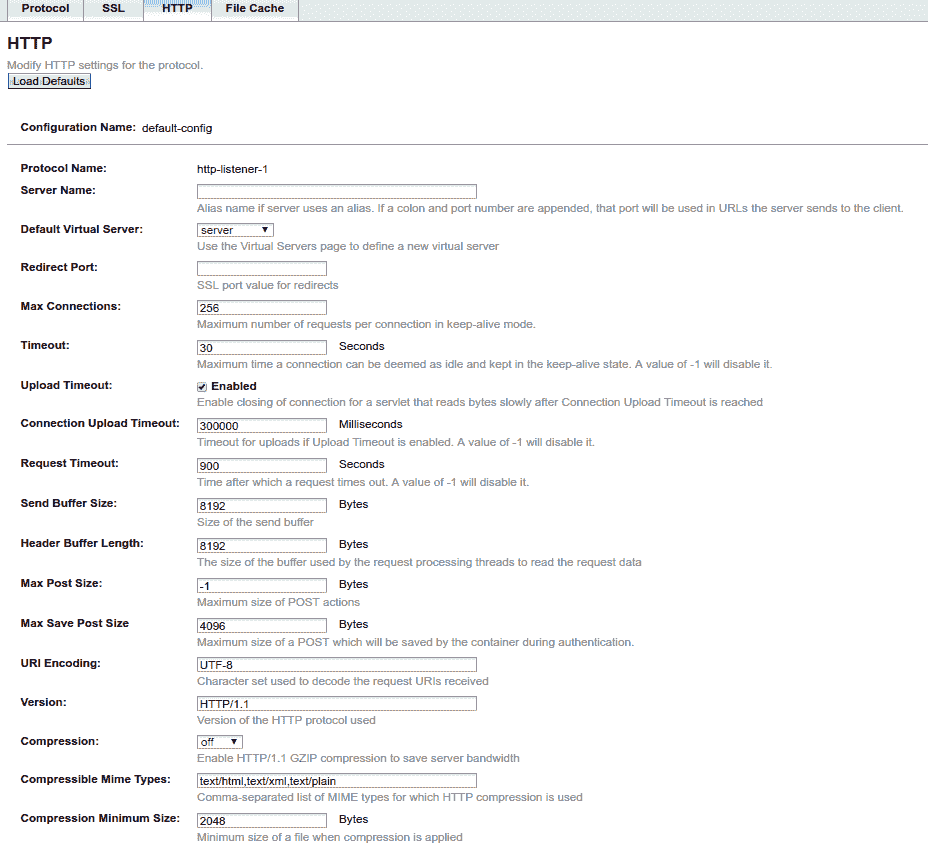 Protocol SSL HTTP File Cache
HTTP
Modify HTTP settings for the protocol.
Load Defaults
Configuration Name: default-config
Protocol Name: http-listener-1
Server Name:
Alias name if server uses an alias. If a colon and port number are appended, that port will be used in URLs the server sends to the client.
Default Virtual Server: server
Use the Virtual Servers page to define a new virtual server
Redirect Port:
SSL port value for redirects
Max Connections: 256
Maximum number of requests per connection in keep-alive mode.
Timeout: 30 Seconds
Maximum time a connection can be deemed as idle and kept in the keep-alive state. A value of -1 will disable it.
Upload Timeout: Enabled
Enable closing of connection for a servlet that reads bytes slowly after Connection Upload Timeout is reached
Connection Upload Timeout: 300000 Milliseconds
Timeout for uploads if Upload Timeout is enabled. A value of -1 will disable it.
Request Timeout: 900 Seconds
Time after which a request times out. A value of -1 will disable it.
Send Buffer Size: 8192 Bytes
Size of the send buffer
Header Buffer Length: 8192 Bytes
The size of the buffer used by the request processing threads to read the request data
Max Post Size: -1 Bytes
Maximum size of POST actions
Max Save Post Size 4096 Bytes
Maximum size of a POST which will be saved by the container during authentication.
URI Encoding: UTF-8
Character set used to decode the request URIs received
Version: HTTP/1.1
Version of the HTTP protocol used
Compression: off
Enable HTTP/1.1 GZIP compression to save server bandwidth
Compressible Mime Types: text/html,text/xml,text/plain
Comma-separated list of MIME types for which HTTP compression is used
Compression Minimum Size: 2048 Bytes
Minimum size of a file when compression is applied